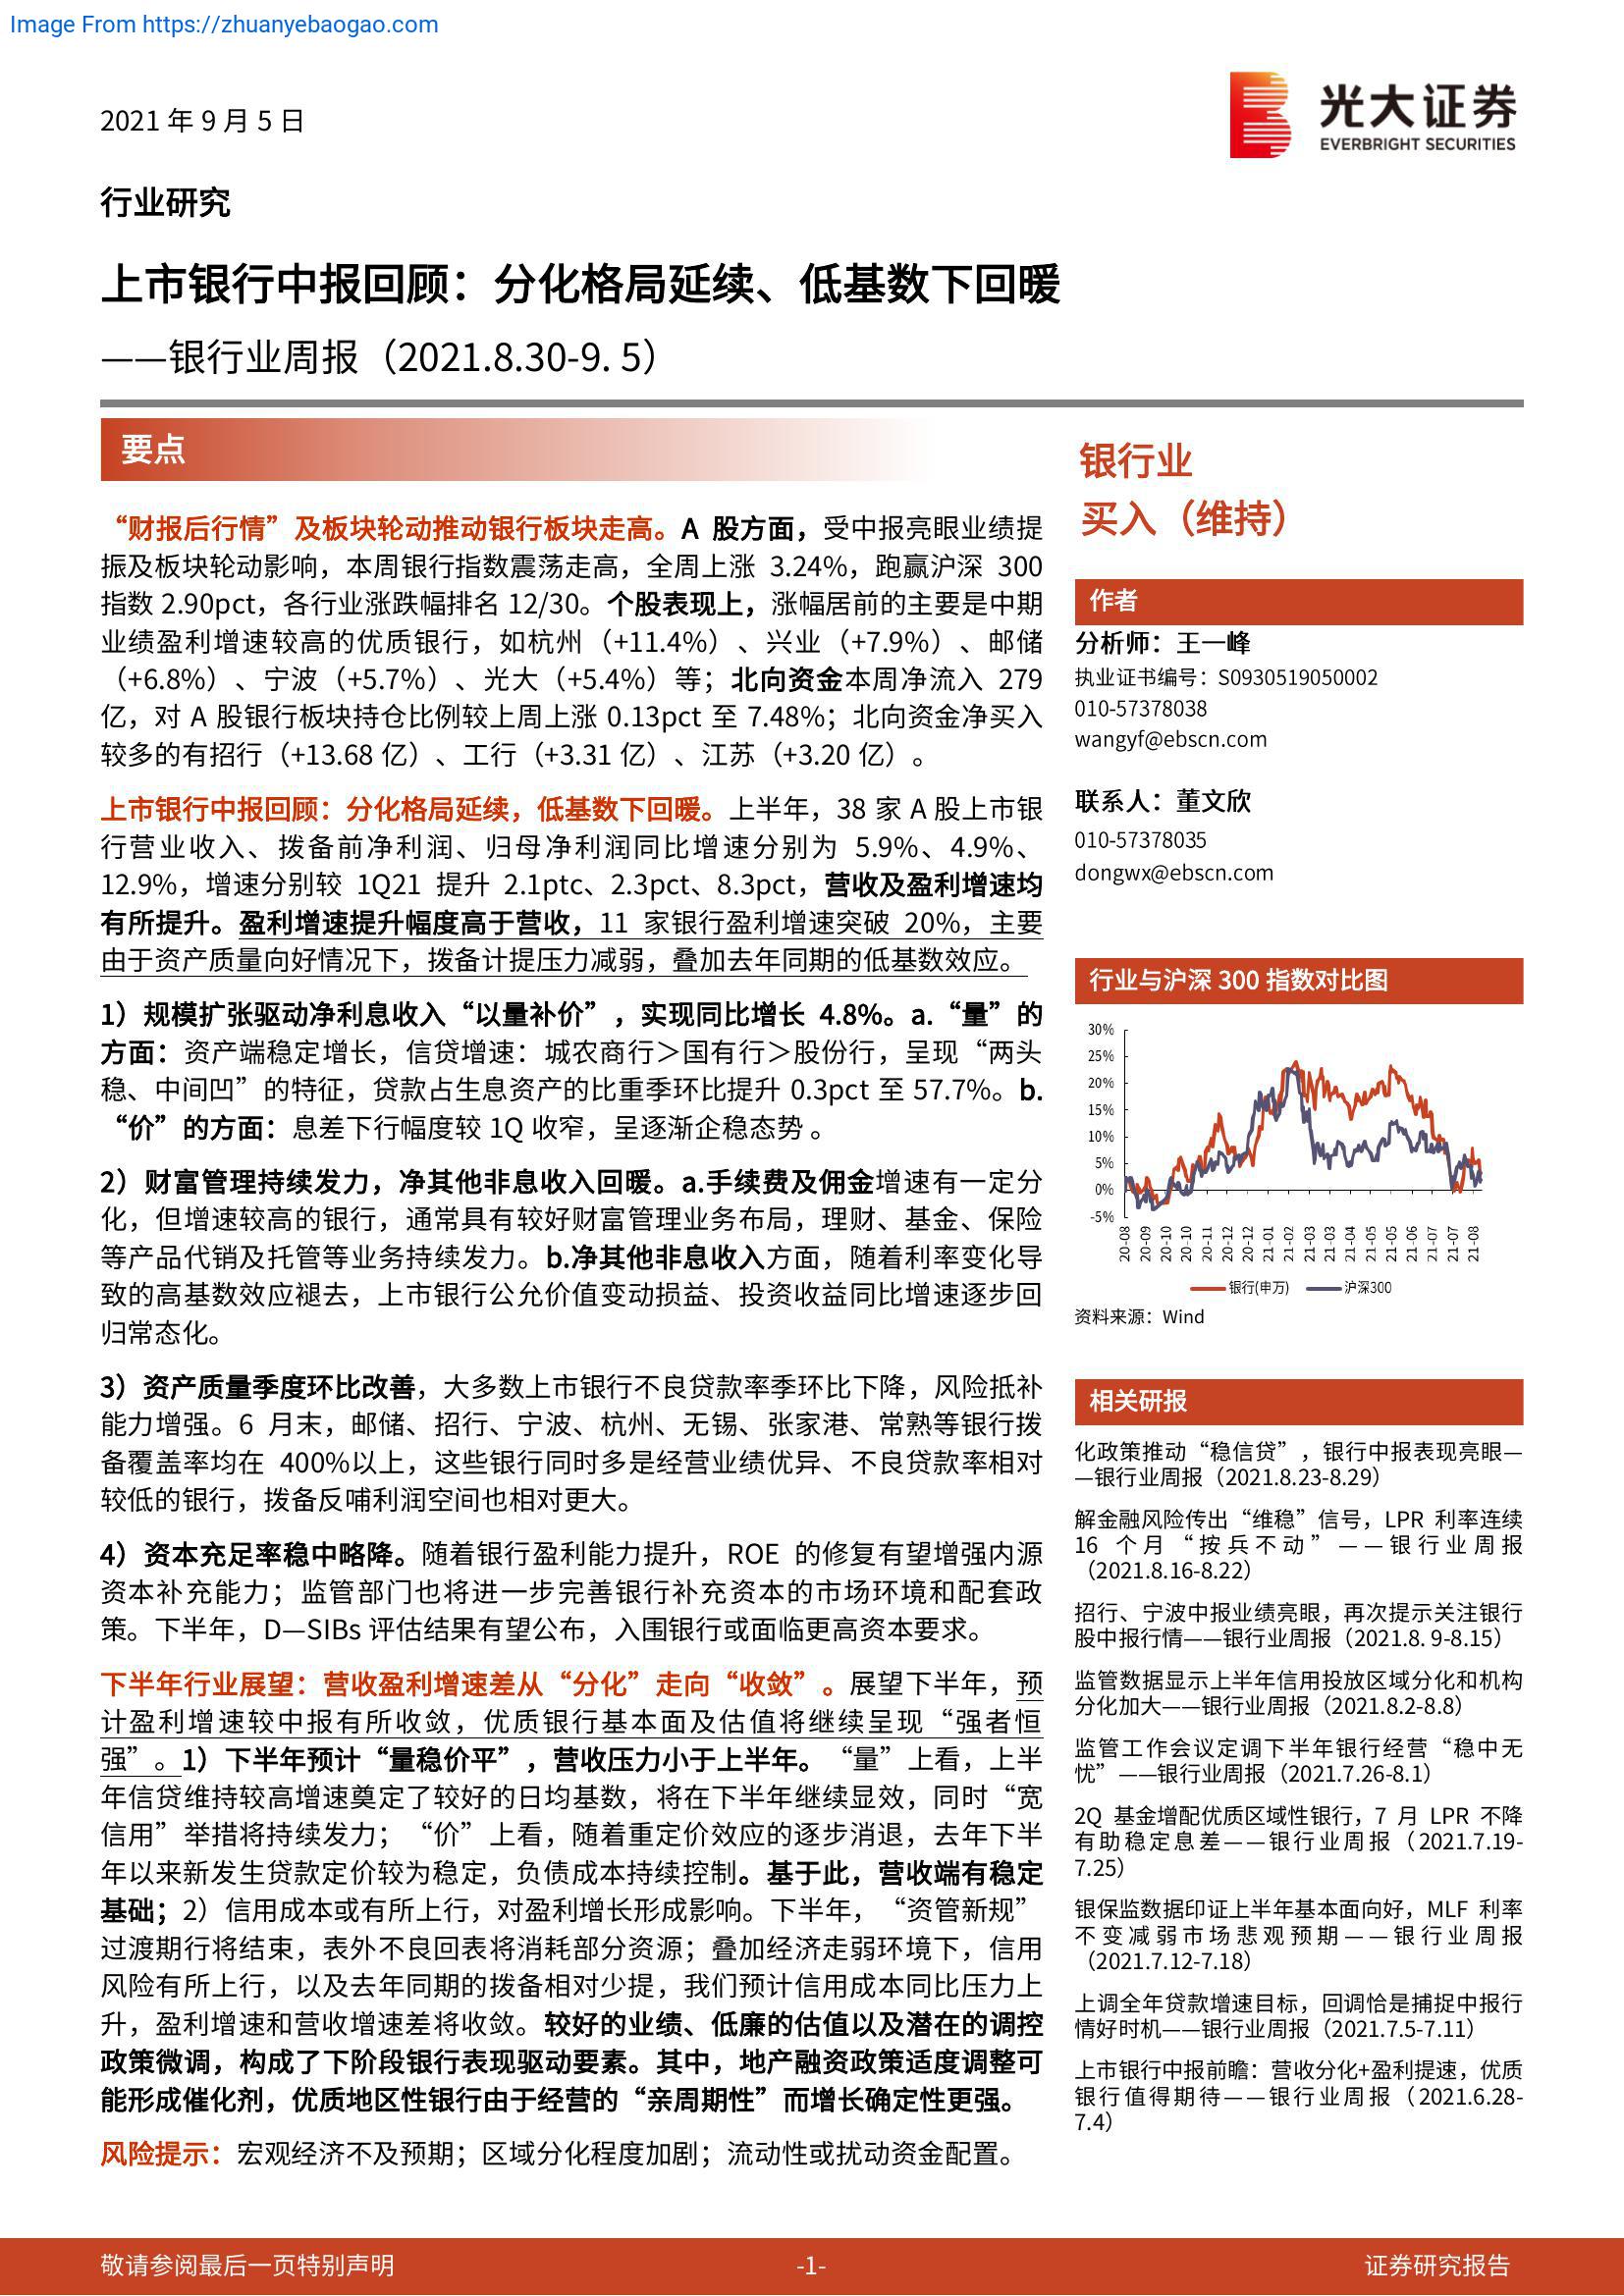 Image From https://zhuanyebaogao.com
2021 年 9 月 5 日
光大证券
EVERBRIGHT SECURITIES
行业研究
上市银行中报回顾：分化格局延续、低基数下回暖
——银行业周报（2021.8.30-9. 5）
要点
“财报后行情”及板块轮动推动银行板块走高。A 股方面，受中报亮眼业绩提
振及板块轮动影响，本周银行指数震荡走高，全周上涨 3.24%，跑赢沪深 300
指数 2.90pct，各行业涨跌幅排名 12/30。个股表现上，涨幅居前的主要是中期
业绩盈利增速较高的优质银行，如杭州（+11.4%）、兴业（+7.9%）、邮储
（+6.8%）、宁波（+5.7%）、光大（+5.4%）等；北向资金本周净流入 279
亿，对 A 股银行板块持仓比例较上周上涨 0.13pct 至 7.48%；北向资金净买入
较多的有招行（+13.68 亿）、工行（+3.31 亿）、江苏（+3.20 亿）。
上市银行中报回顾：分化格局延续，低基数下回暖。上半年，38 家 A 股上市银
行营业收入、拨备前净利润、归母净利润同比增速分别为 5.9%、4.9%、
12.9%，增速分别较 1Q21 提升 2.1ptc、2.3pct、8.3pct，营收及盈利增速均
有所提升。盈利增速提升幅度高于营收，11 家银行盈利增速突破 20%，主要
由于资产质量向好情况下，拨备计提压力减弱，叠加去年同期的低基数效应。
1）规模扩张驱动净利息收入“以量补价”，实现同比增长 4.8%。a.“量”的
方面：资产端稳定增长，信贷增速：城农商行＞国有行＞股份行，呈现“两头
稳、中间凹”的特征，贷款占生息资产的比重季环比提升 0.3pct 至 57.7%。b.
“价”的方面：息差下行幅度较 1Q 收窄，呈逐渐企稳态势 。
2）财富管理持续发力，净其他非息收入回暖。a.手续费及佣金增速有一定分
化，但增速较高的银行，通常具有较好财富管理业务布局，理财、基金、保险
等产品代销及托管等业务持续发力。b.净其他非息收入方面，随着利率变化导
致的高基数效应褪去，上市银行公允价值变动损益、投资收益同比增速逐步回
归常态化。
3）资产质量季度环比改善，大多数上市银行不良贷款率季环比下降，风险抵补
能力增强。6 月末，邮储、招行、宁波、杭州、无锡、张家港、常熟等银行拨
备覆盖率均在 400%以上，这些银行同时多是经营业绩优异、不良贷款率相对
较低的银行，拨备反哺利润空间也相对更大。
4）资本充足率稳中略降。随着银行盈利能力提升，ROE 的修复有望增强内源
资本补充能力；监管部门也将进一步完善银行补充资本的市场环境和配套政
策。下半年，D—SIBs 评估结果有望公布，入围银行或面临更高资本要求。
下半年行业展望：营收盈利增速差从“分化”走向“收敛”。展望下半年，预
计盈利增速较中报有所收敛，优质银行基本面及估值将继续呈现“强者恒
强”。1）下半年预计“量稳价平”，营收压力小于上半年。“量”上看，上半
年信贷维持较高增速奠定了较好的日均基数，将在下半年继续显效，同时“宽
信用”举措将持续发力；“价”上看，随着重定价效应的逐步消退，去年下半
年以来新发生贷款定价较为稳定，负债成本持续控制。基于此，营收端有稳定
基础；2）信用成本或有所上行，对盈利增长形成影响。下半年，“资管新规”
过渡期行将结束，表外不良回表将消耗部分资源；叠加经济走弱环境下，信用
风险有所上行，以及去年同期的拨备相对少提，我们预计信用成本同比压力上
升，盈利增速和营收增速差将收敛。较好的业绩、低廉的估值以及潜在的调控
政策微调，构成了下阶段银行表现驱动要素。其中，地产融资政策适度调整可
能形成催化剂，优质地区性银行由于经营的“亲周期性”而增长确定性更强。
风险提示：宏观经济不及预期；区域分化程度加剧；流动性或扰动资金配置。
银行业
买入（维持）
作者
分析师：王一峰
执业证书编号：S0930519050002
010-57378038
wangyf@ebscn.com
联系人：董文欣
010-57378035
dongwx@ebscn.com
行业与沪深 300 指数对比图
30%
25%
20%
15%
10%
5%
0%
-5%
20-08
20-09
20-10
20-10
20-11
20-12
20-12
21-01
21-02
21-03
21-03
21-04
21-05
21-05
21-06
21-07
21-07
21-08
银行(申万) 沪深300
资料来源：Wind
相关研报
化政策推动“稳信贷”，银行中报表现亮眼—
—银行业周报（2021.8.23-8.29）
解金融风险传出“维稳”信号，LPR 利率连续
16 个月“按兵不动”——银行业周报
（2021.8.16-8.22）
招行、宁波中报业绩亮眼，再次提示关注银行
股中报行情——银行业周报（2021.8. 9-8.15）
监管数据显示上半年信用投放区域分化和机构
分化加大——银行业周报（2021.8.2-8.8）
监管工作会议定调下半年银行经营“稳中无
忧”——银行业周报（2021.7.26-8.1）
2Q 基金增配优质区域性银行，7 月 LPR 不降
有助稳定息差——银行业周报（2021.7.19-
7.25）
银保监数据印证上半年基本面向好，MLF 利率
不变减弱市场悲观预期——银行业周报
（2021.7.12-7.18）
上调全年贷款增速目标，回调恰是捕捉中报行
情好时机——银行业周报（2021.7.5-7.11）
上市银行中报前瞻：营收分化+盈利提速，优质
银行值得期待——银行业周报（2021.6.28-
7.4）
敬请参阅最后一页特别声明
-1-
证券研究报告